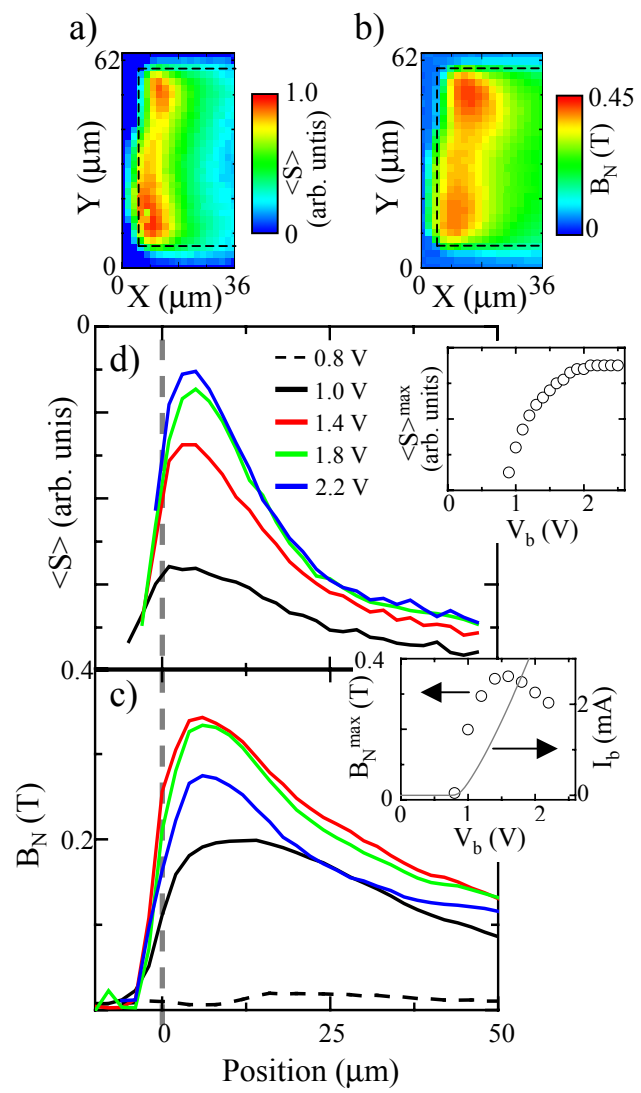 a)
62
Y (μm)
0
0
X (μm)
36
1.0
<S>
(arb. untis)
0
b)
62
Y (μm)
0
0
X (μm)
36
0.45
B_N (T)
0
0
d)
<S> (arb. unis)
0.8 V
1.0 V
1.4 V
1.8 V
2.2 V
<S>^max
(arb. units)
0
1
2
V_b (V)
c)
0.4
0.2
B_N (T)
0
25
50
Position (μm)
0.4
B_N^max (T)
0
0
1
2
V_b (V)
2
0
I_b (mA)